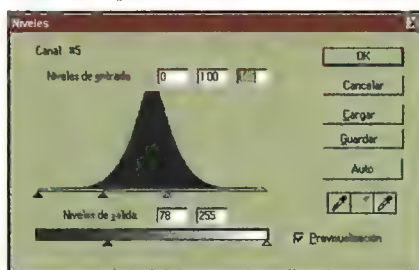 Niveles
Canal: #5
Niveles de entrada 0 1.00
Niveles de salida 78 255
OK
Cancelar
Cargar
Guardar
Auto
Previsualización